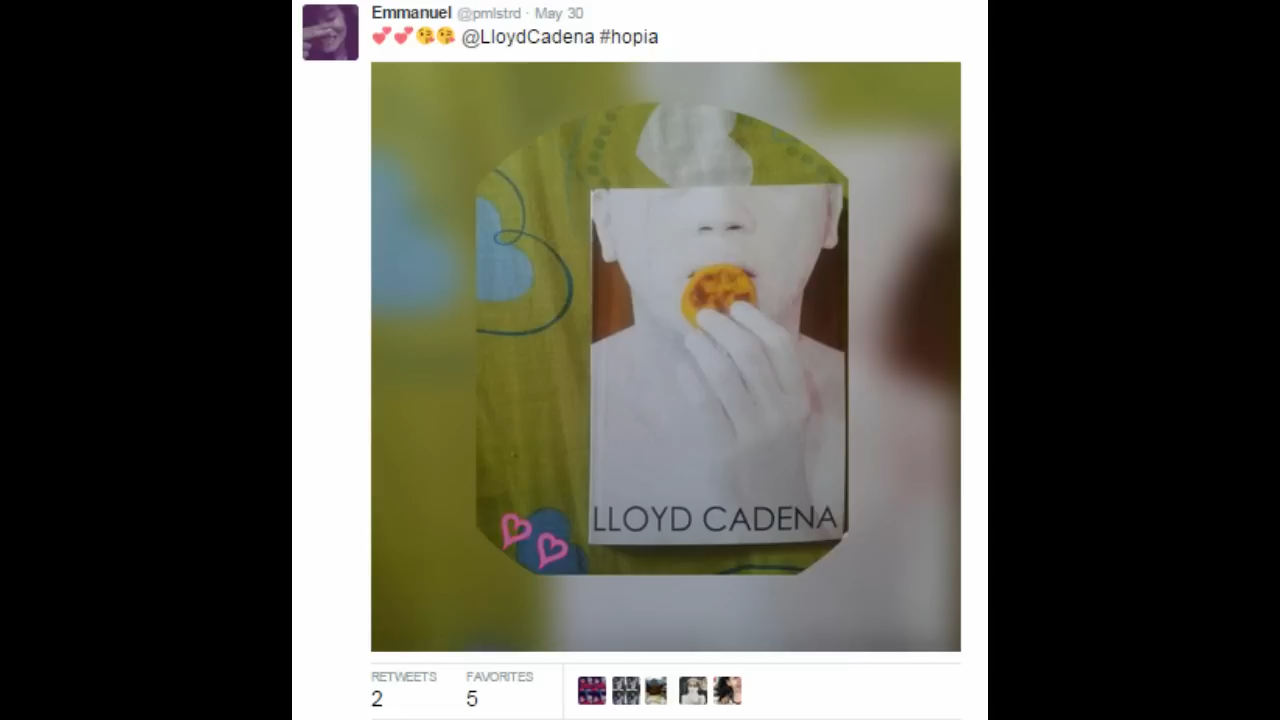 Emmanuel @pmlstrd · May 30
💕💕😘😘 @LloydCadena #hopia
LLOYD CADENA
RETWEETS FAVORITES
2 5